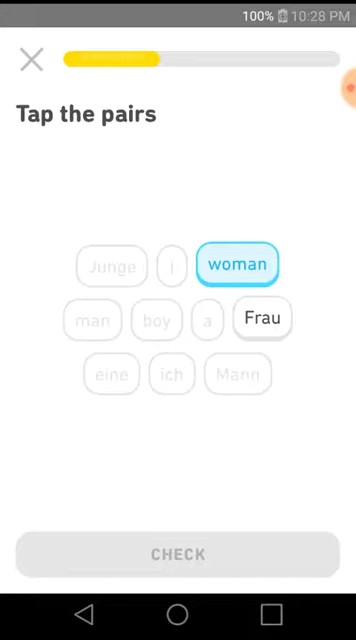 100% 10:28 PM
Tap the pairs
Junge i woman
man boy a Frau
eine ich Mann
CHECK